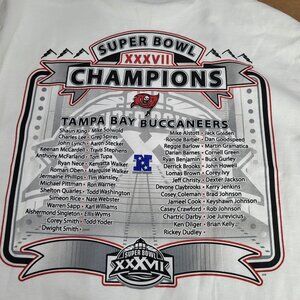 SUPER BOWL
XXXVII
CHAMPIONS
TAMPA BAY BUCCANEERS
Shaun King • Mike Solwold
Charles Lee • Greg Spires
John Lynch • Aaron Stecker
Keenan McCardell • Travis Stephens
Anthony McFarland • Tom Tupa
Ryan Nece • Kenyatta Walker
Roman Oben • Marquise Walker
Jermaine Phillips • Tim Wansley
Michael Pittman • Ron Warner
Shelton Quarles • Todd Washington
Simeon Rice • Nate Webster
Warren Sapp • Karl Williams
Alshermond Singleton • Ellis Wyms
Corey Smith • Todd Yoder
Dwight Smith •
Mike Alstott • Jack Golden
Ronde Barber • Dan Goodspeed
Reggie Barlow • Martin Gramatica
Darian Barnes • Cornell Green
Ryan Benjamin • Buck Gurley
Derrick Brooks • John Howell
Lomas Brown • Corey Ivy
Jeff Christy • Dexter Jackson
Devone Claybrooks • Kerry Jenkins
Cosey Coleman • Brad Johnson
Jameel Cook • Keyshawn Johnson
Casey Crawford • Rob Johnson
Chartric Darby • Joe Jurevicius
Ken Dilger • Brian Kelly
Rickey Dudley •
SUPER BOWL
XXXVII